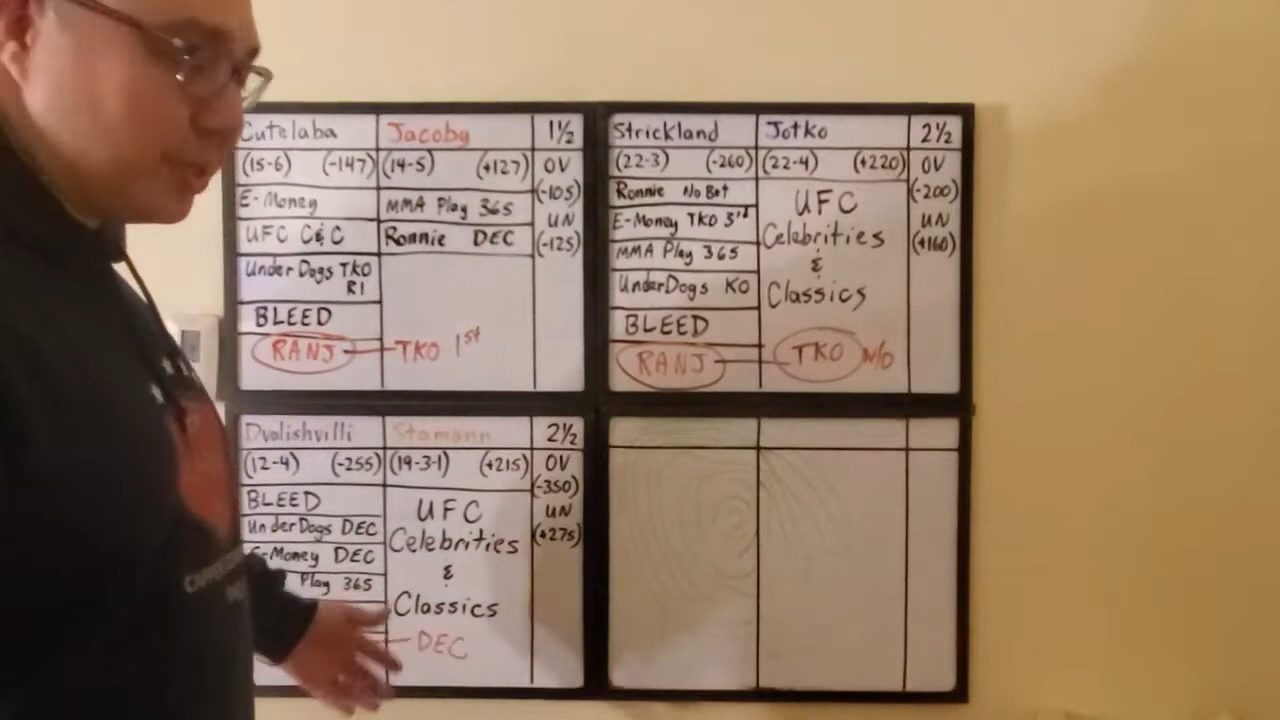 Cutelaba Jacoby 1½
(15-6) (-147) (14-5) (+127) OV
(-105)
UN
(-125)
E-Money
UFC C&C
UnderDogs TKO
R1
BLEED
RANJ
MMA Play 365
Ronnie DEC
TKO 1st
Strickland Jotko 2½
(22-3) (-260) (22-4) (+220) OV
(-200)
UN
(+160)
Ronnie No Bet
E-Money TKO 3rd
MMA Play 365
UnderDogs KO
BLEED
RANJ
UFC
Celebrities
&
Classics
TKO N/O
Dvalishvilli Stamann 2½
(12-4) (-255) (19-3-1) (+215) OV
(-350)
UN
(+275)
BLEED
UnderDogs DEC
E-Money DEC
Play 365
UFC
Celebrities
&
Classics
DEC